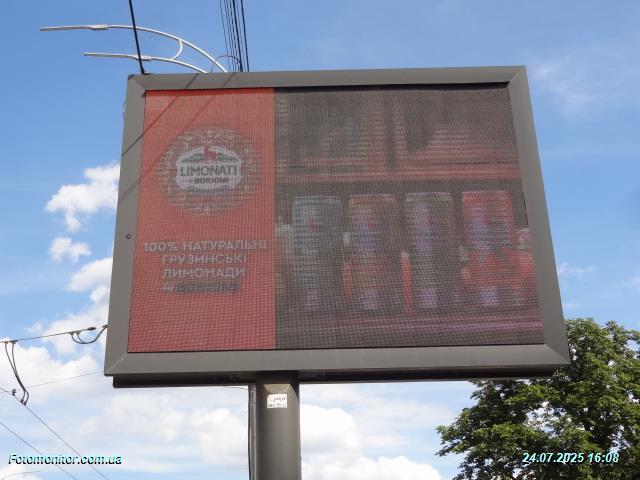 LIMONATI
BORJOMI
100% НАТУРАЛЬНІ
ГРУЗИНСЬКІ
ЛИМОНАДИ
Fotomonitor.com.ua
24.07.2025 16:08